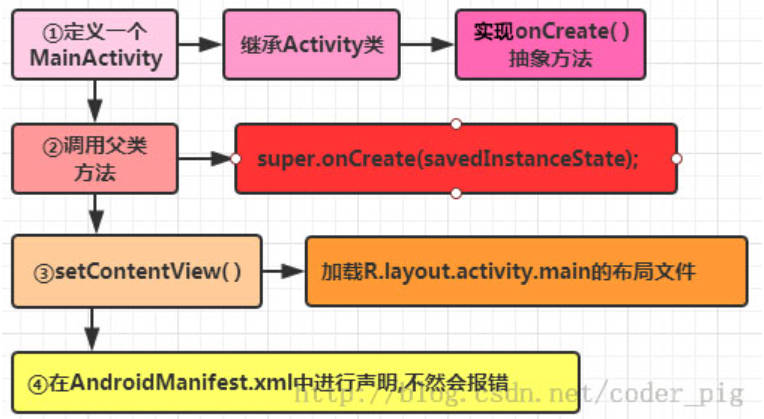 ①定义一个
MainActivity
继承Activity类
实现onCreate( )
抽象方法
②调用父类
方法
super.onCreate(savedInstanceState);
③setContentView( )
加载R.layout.activity.main的布局文件
④在AndroidManifest.xml中进行声明,不然会报错
http://blog.csdn.net/coder_pig